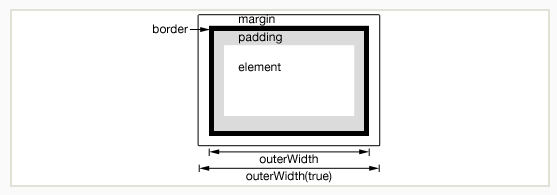 margin
border
padding
element
outerWidth
outerWidth(true)